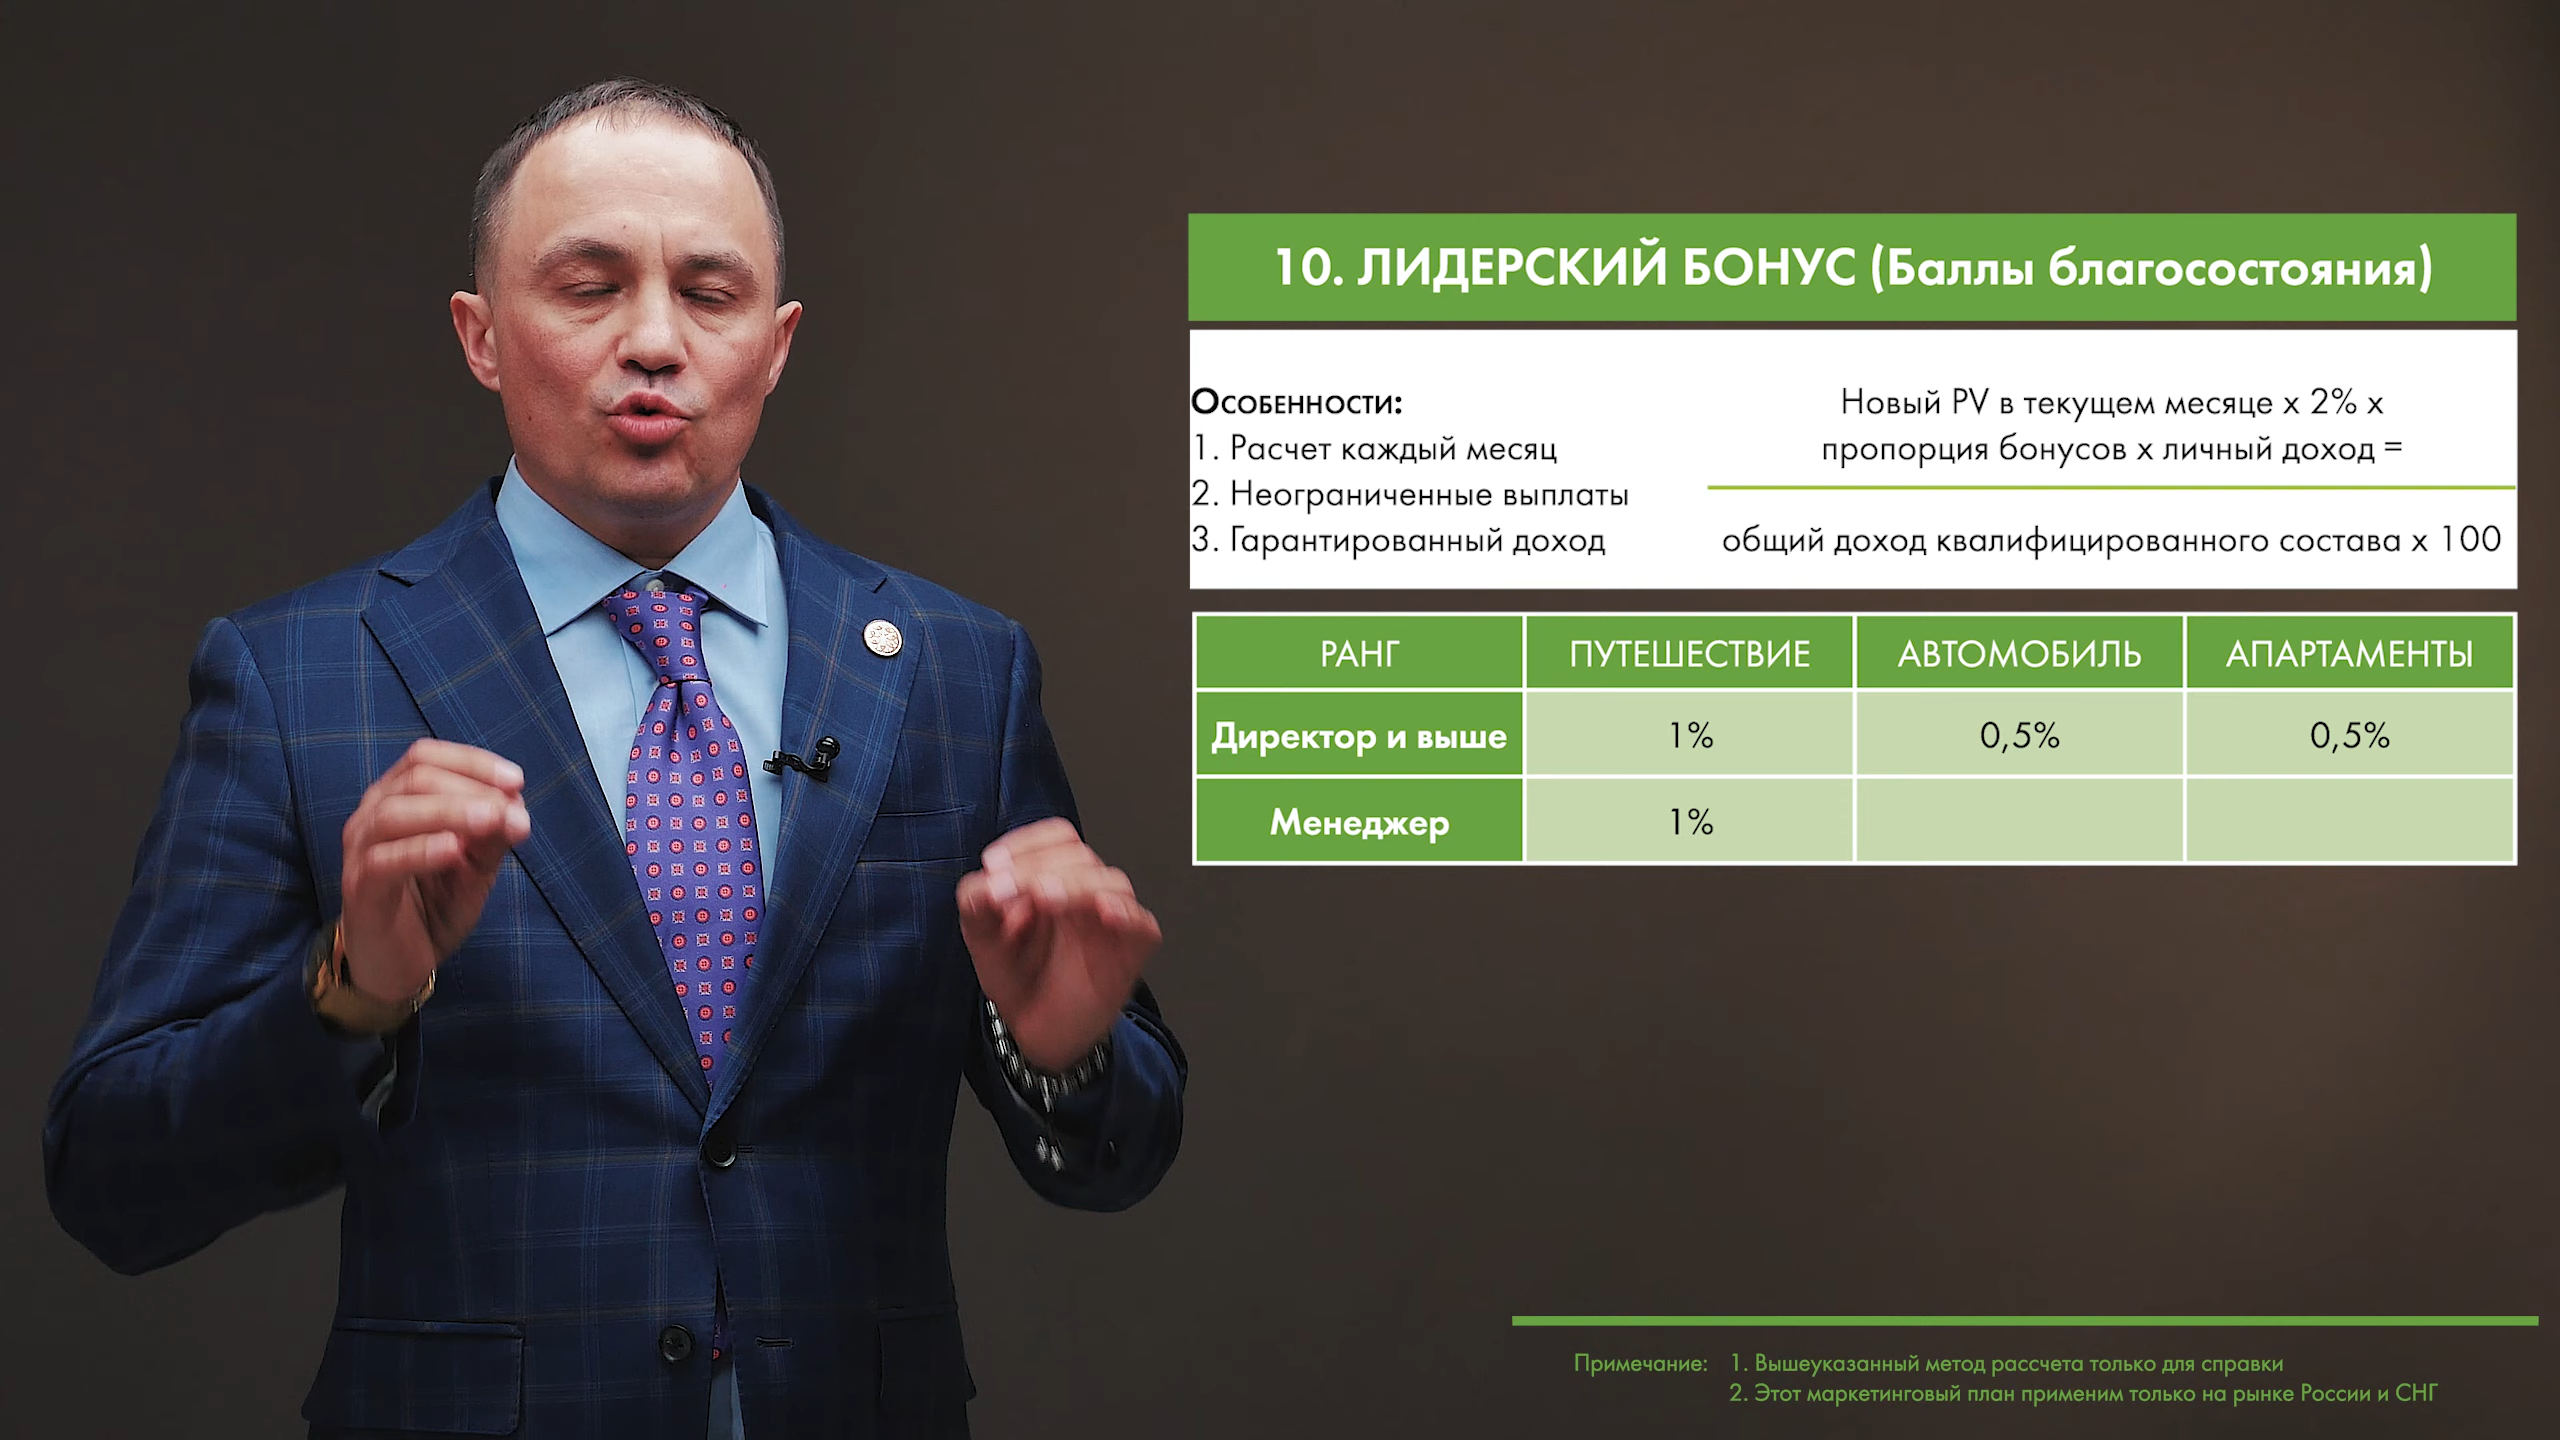 10. ЛИДЕРСКИЙ БОНУС (Баллы благосостояния)
Особенности:
1. Расчет каждый месяц
2. Неограниченные выплаты
3. Гарантированный доход
Новый PV в текущем месяце x 2% x
пропорция бонусов x личный доход =
общий доход квалифицированного состава x 100
РАНГ ПУТЕШЕСТВИЕ АВТОМОБИЛЬ АПАРТАМЕНТЫ
Директор и выше 1% 0,5% 0,5%
Менеджер 1%
Примечание: 1. Вышеуказанный метод рассчета только для справки
2. Этот маркетинговый план применим только на рынке России и СНГ